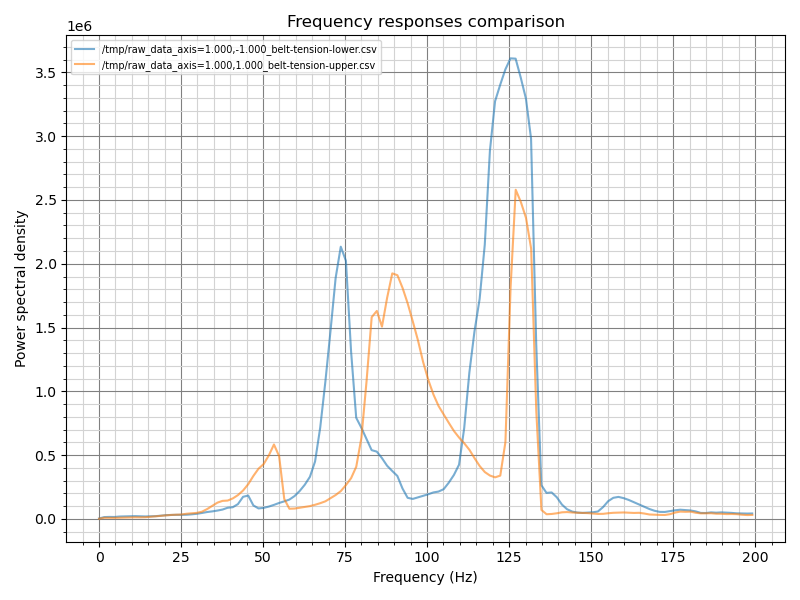 Frequency responses comparison
1e6
/tmp/raw_data_axis=1.000,-1.000_belt-tension-lower.csv
/tmp/raw_data_axis=1.000,1.000_belt-tension-upper.csv
3.5
3.0
2.5
2.0
1.5
1.0
0.5
0.0
Power spectral density
0 25 50 75 100 125 150 175 200
Frequency (Hz)